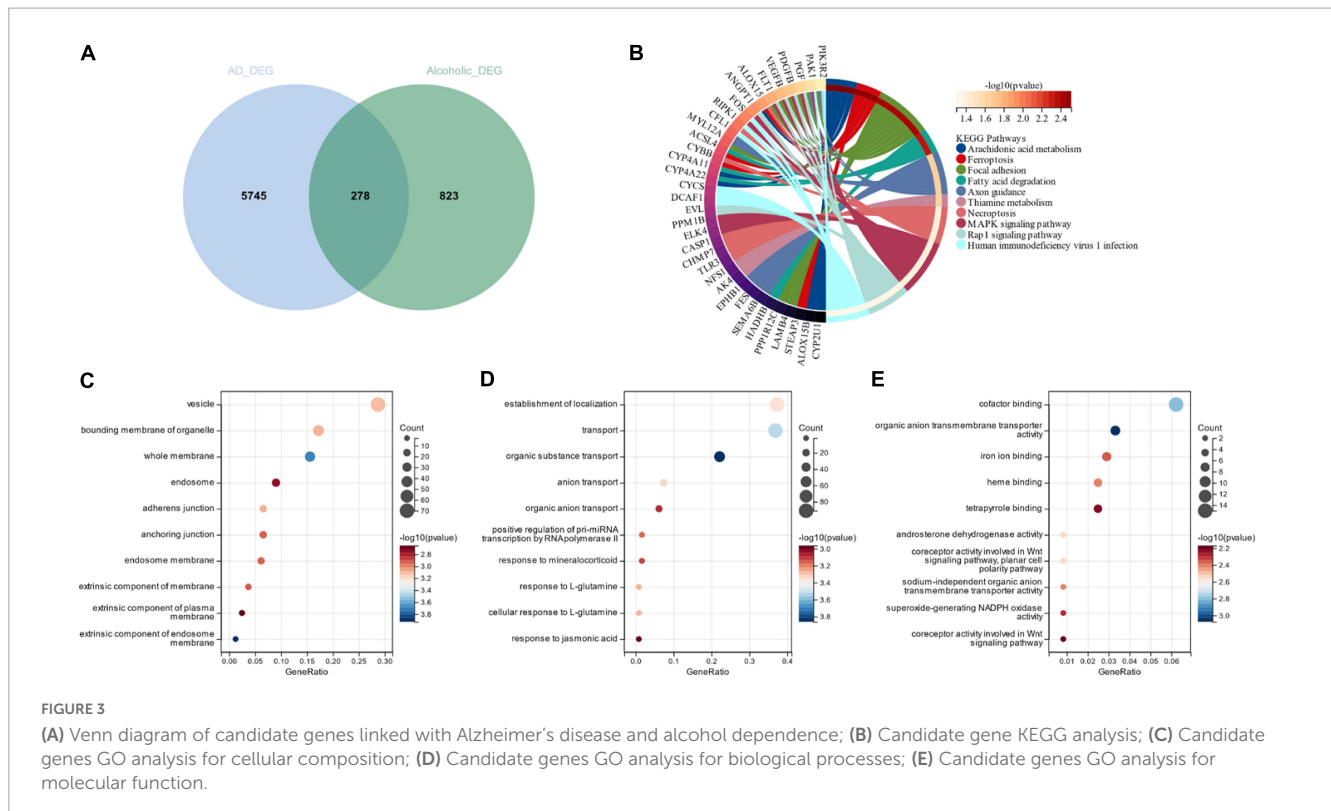 A
AD_DEG
Alcoholic_DEG
5745
278
823
B
PIK3R2
PAK1
PGF
PDGFB
VEGFB
FLT1
ALOX15
ANGPT1
FOS
RIPK1
CFL1
MYL12A
ACSL4
CYBB
CYP4A11
CYP4A22
CYCS
DCAF1
EVL
PPM1B
ELK4
CASP1
CHMP7
TLR3
NFS1
AK4
EPHB1
FES
SEMA6B
HADHB
PPP1R12C
LAMB4
STEAP3
ALOX15B
CYP2U1
-log10(pvalue)
1.4 1.6 1.8 2.0 2.2 2.4
KEGG Pathways
Arachidonic acid metabolism
Ferroptosis
Focal adhesion
Fatty acid degradation
Axon guidance
Thiamine metabolism
Necroptosis
MAPK signaling pathway
Rap1 signaling pathway
Human immunodeficiency virus 1 infection
C
vesicle
bounding membrane of organelle
whole membrane
endosome
adherens junction
anchoring junction
endosome membrane
extrinsic component of membrane
extrinsic component of plasma
membrane
extrinsic component of endosome
membrane
0.00 0.05 0.10 0.15 0.20 0.25 0.30
GeneRatio
Count
10
20
30
40
50
60
70
-log10(pvalue)
2.8
3.0
3.2
3.4
3.6
3.8
D
establishment of localization
transport
organic substance transport
anion transport
organic anion transport
positive regulation of pri-miRNA
transcription by RNA polymerase II
response to mineralocorticoid
response to L-glutamine
cellular response to L-glutamine
response to jasmonic acid
0.0 0.1 0.2 0.3 0.4
GeneRatio
Count
20
40
60
80
-log10(pvalue)
3.0
3.2
3.4
3.6
3.8
E
cofactor binding
organic anion transmembrane transporter
activity
iron ion binding
heme binding
tetrapyrrole binding
androsterone dehydrogenase activity
coreceptor activity involved in Wnt
signaling pathway, planar cell
polarity pathway
sodium-independent organic anion
transmembrane transporter activity
superoxide-generating NADPH oxidase
activity
coreceptor activity involved in Wnt
signaling pathway
0.01 0.02 0.03 0.04 0.05 0.06
GeneRatio
Count
2
4
6
8
10
12
14
-log10(pvalue)
2.2
2.4
2.6
2.8
3.0
FIGURE 3
(A) Venn diagram of candidate genes linked with Alzheimer's disease and alcohol dependence; (B) Candidate gene KEGG analysis; (C) Candidate
genes GO analysis for cellular composition; (D) Candidate genes GO analysis for biological processes; (E) Candidate genes GO analysis for
molecular function.